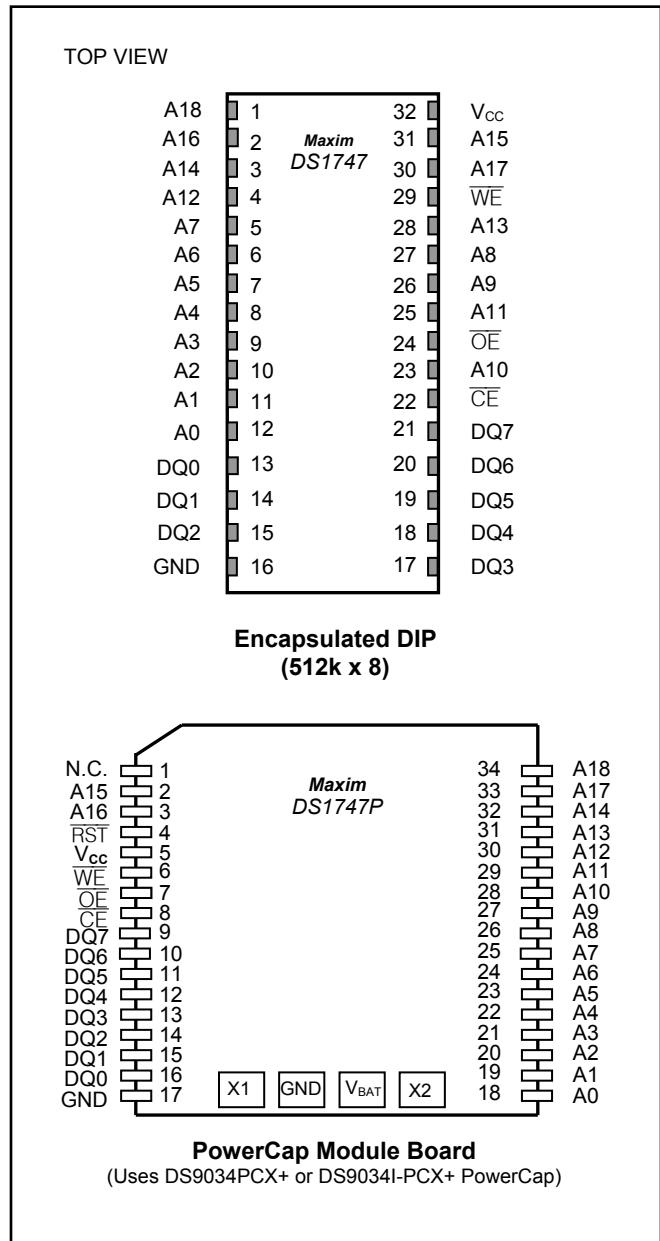 TOP VIEW
A18 1 32 VCC
A16 2 Maxim 31 A15
A14 3 DS1747 30 A17
A12 4 29 WE
A7 5 28 A13
A6 6 27 A8
A5 7 26 A9
A4 8 25 A11
A3 9 24 OE
A2 10 23 A10
A1 11 22 CE
A0 12 21 DQ7
DQ0 13 20 DQ6
DQ1 14 19 DQ5
DQ2 15 18 DQ4
GND 16 17 DQ3
Encapsulated DIP
(512k x 8)
N.C. 1 Maxim 34 A18
A15 2 DS1747P 33 A17
A16 3 32 A14
RST 4 31 A13
Vcc 5 30 A12
WE 6 29 A11
OE 7 28 A10
CE 8 27 A9
DQ7 9 26 A8
DQ6 10 25 A7
DQ5 11 24 A6
DQ4 12 23 A5
DQ3 13 22 A4
DQ2 14 21 A3
DQ1 15 20 A2
DQ0 16 19 A1
GND 17 X1 GND VBAT X2 18 A0
PowerCap Module Board
(Uses DS9034PCX+ or DS9034I-PCX+ PowerCap)